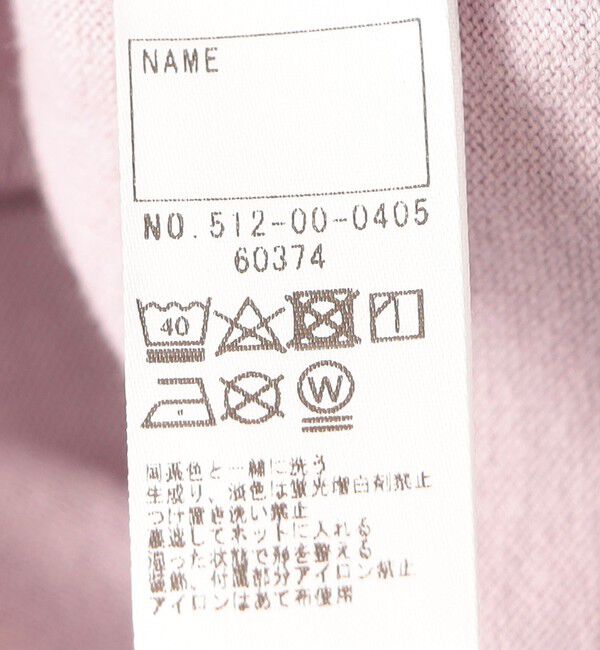 NAME
NO. 512-00-0405
60374
40
W
同系色と一緒に洗う
生成り、淡色は蛍光増白剤禁止
つけ置き洗い禁止
裏返してネットに入れる
湿った状態で形を整える
装飾、付属部分アイロン禁止
アイロンはあて布使用